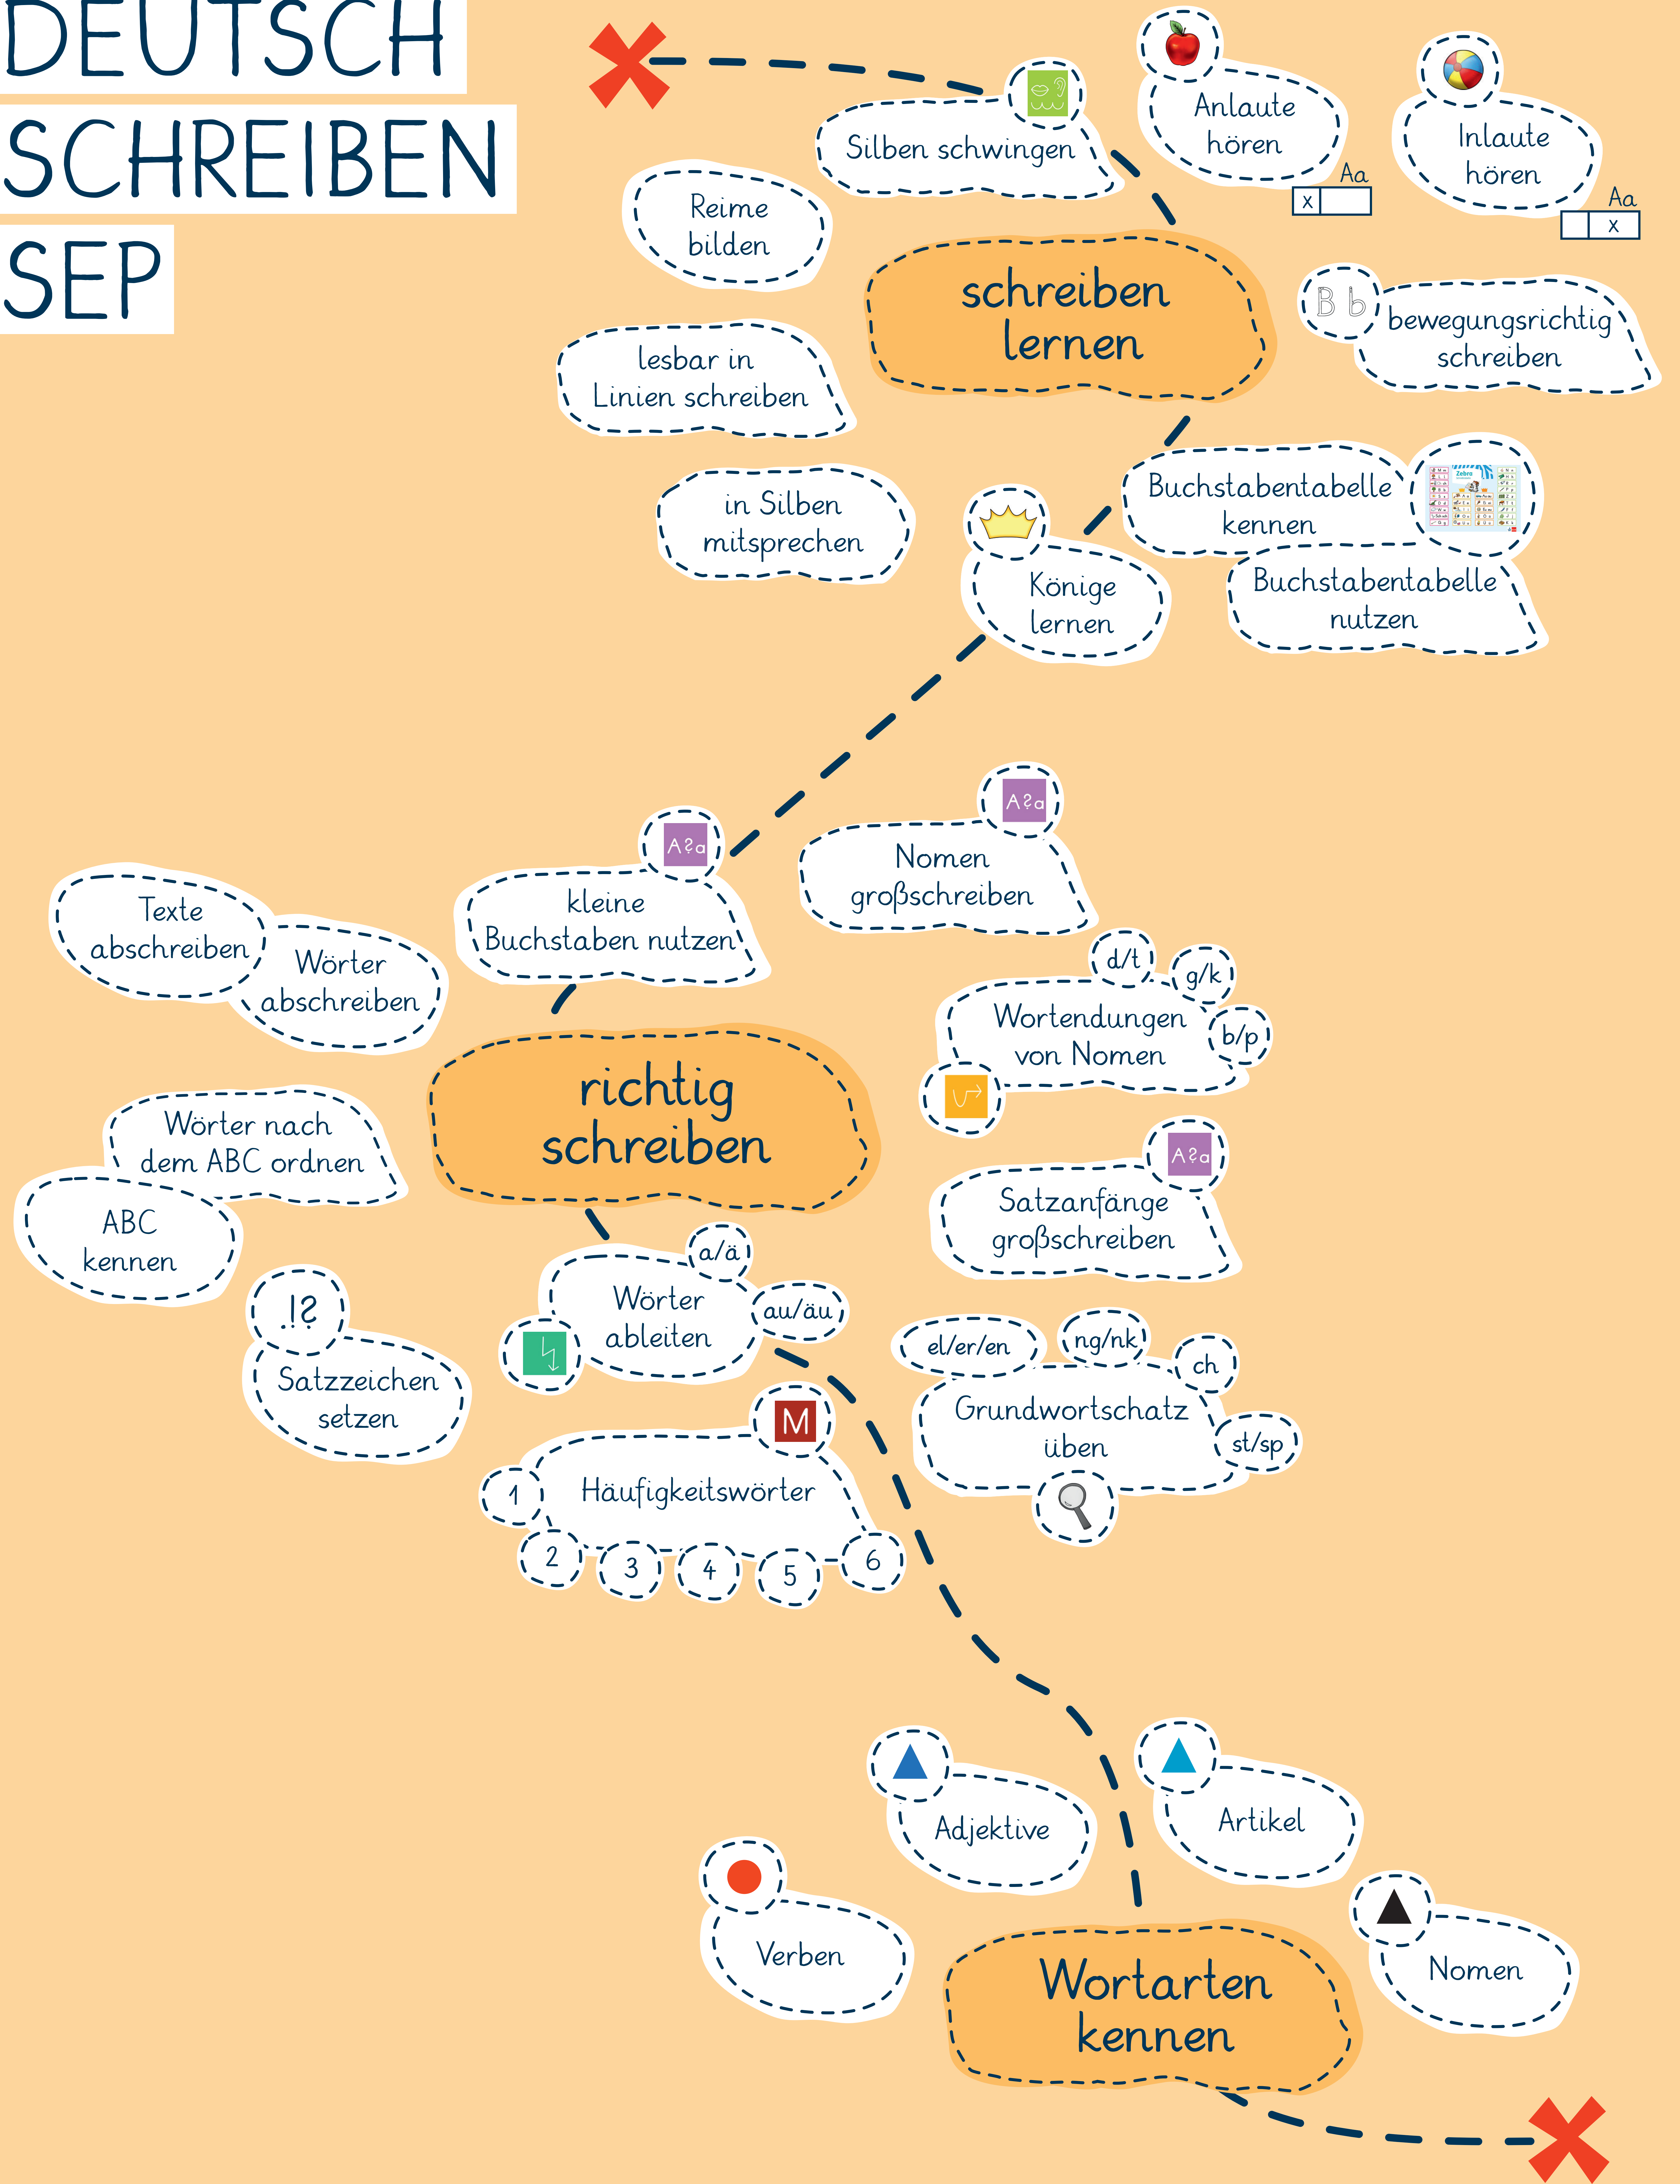 DEUTSCH
SCHREIBEN
SEP
Silben schwingen
Anlaute
hören
Aa
x
Inlaute
hören
Aa
x
Reime
bilden
schreiben
lernen
B b
bewegungsrichtig
schreiben
lesbar in
Linien schreiben
Buchstabentabelle
kennen
Zebra
in Silben
mitsprechen
Könige
lernen
Buchstabentabelle
nutzen
A?a
Nomen
großschreiben
A?a
kleine
Buchstaben nutzen
Texte
abschreiben
Wörter
abschreiben
d/t
g/k
b/p
Wortendungen
von Nomen
richtig
schreiben
Wörter nach
dem ABC ordnen
ABC
kennen
A?a
Satzanfänge
großschreiben
a/ä
au/äu
Wörter
ableiten
.!?
Satzzeichen
setzen
el/er/en
ng/nk
ch
st/sp
Grundwortschatz
üben
M
Häufigkeitswörter
1
2
3
4
5
6
Adjektive
Artikel
Verben
Nomen
Wortarten
kennen